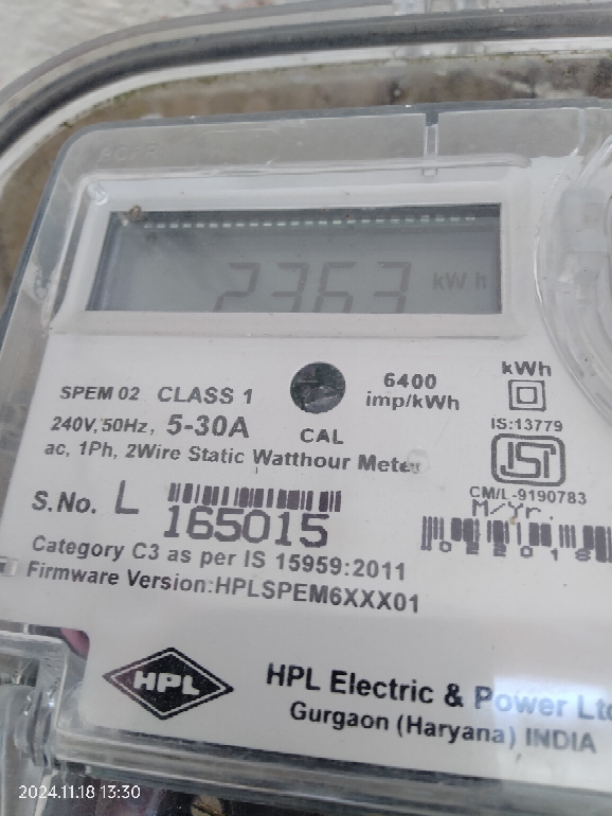 2363 kWh
kWh
6400
imp/kWh
SPEM 02 CLASS 1
CAL
240V, 50Hz, 5-30A
IS:13779
ac, 1Ph, 2Wire Static Watthour Meter
ISI
CM/L-9190783
M/Yr.
S.No. L 165015
Category C3 as per IS 15959:2011
Firmware Version:HPLSPEM6XXX01
HPL
HPL Electric & Power Ltd
Gurgaon (Haryana) INDIA
2024.11.18 13:30